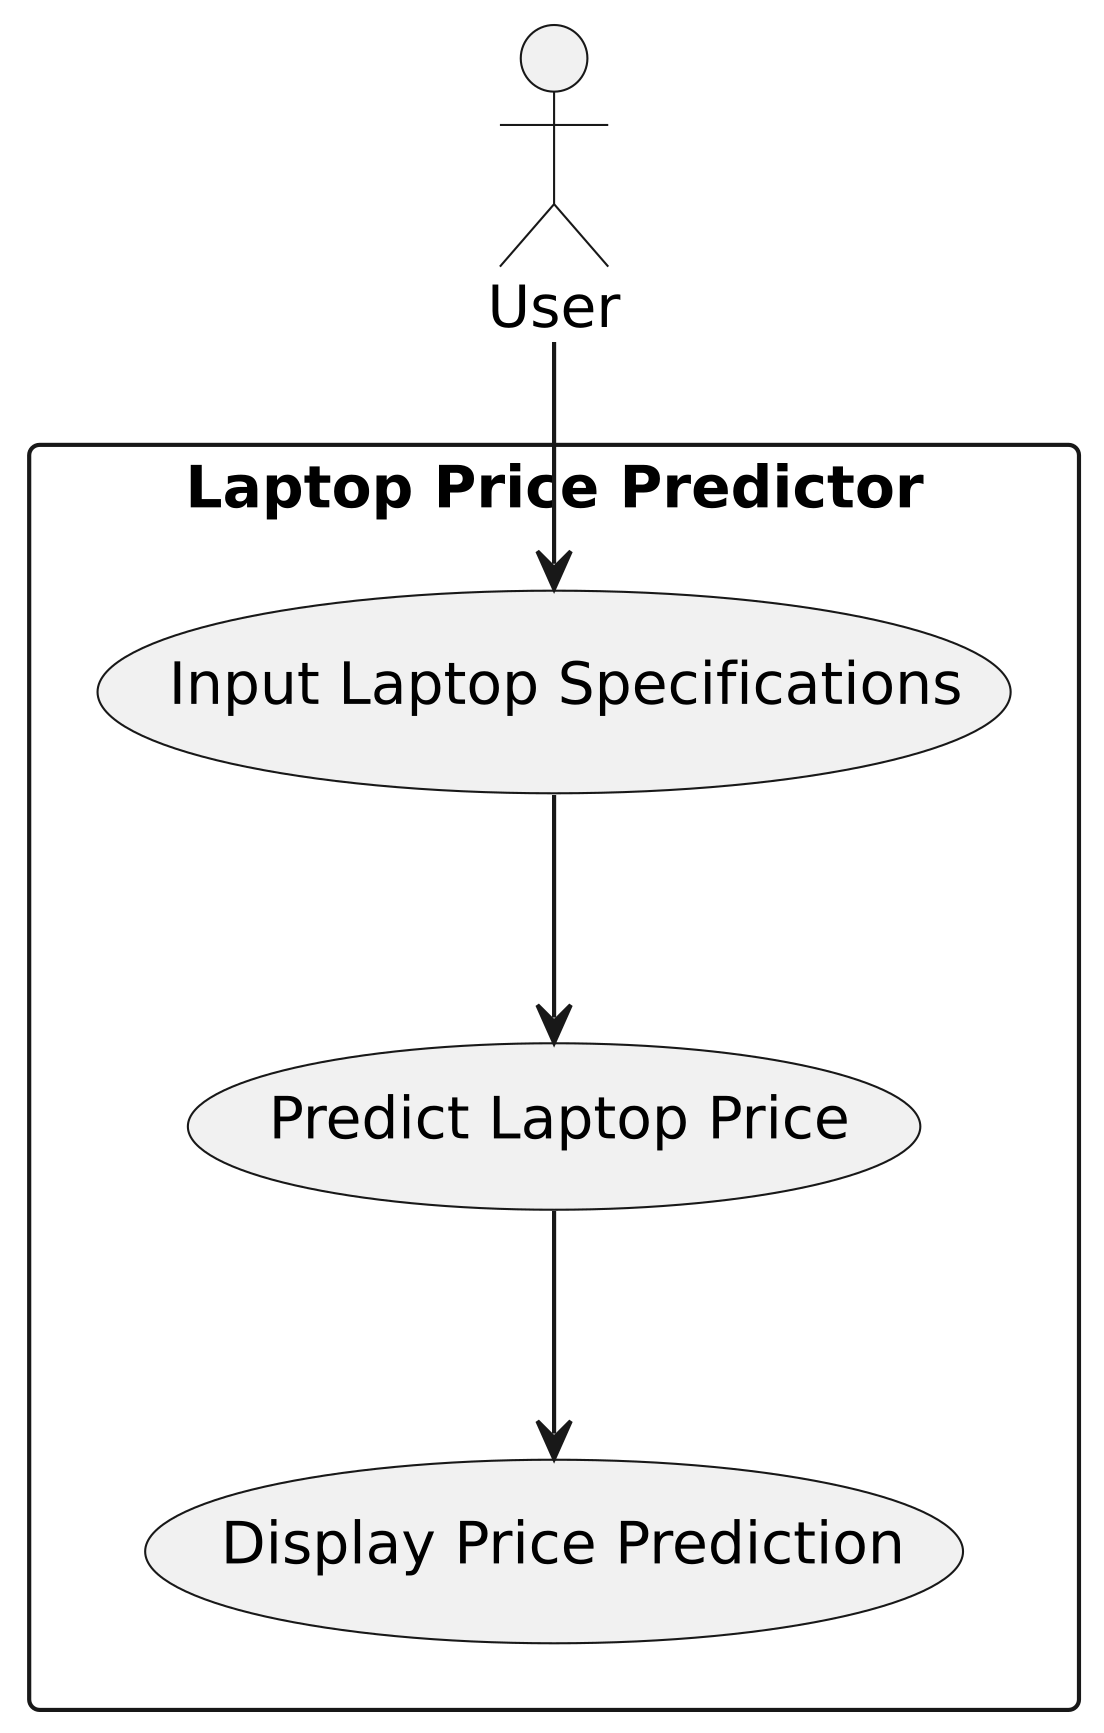 User
Laptop Price Predictor
Input Laptop Specifications
Predict Laptop Price
Display Price Prediction